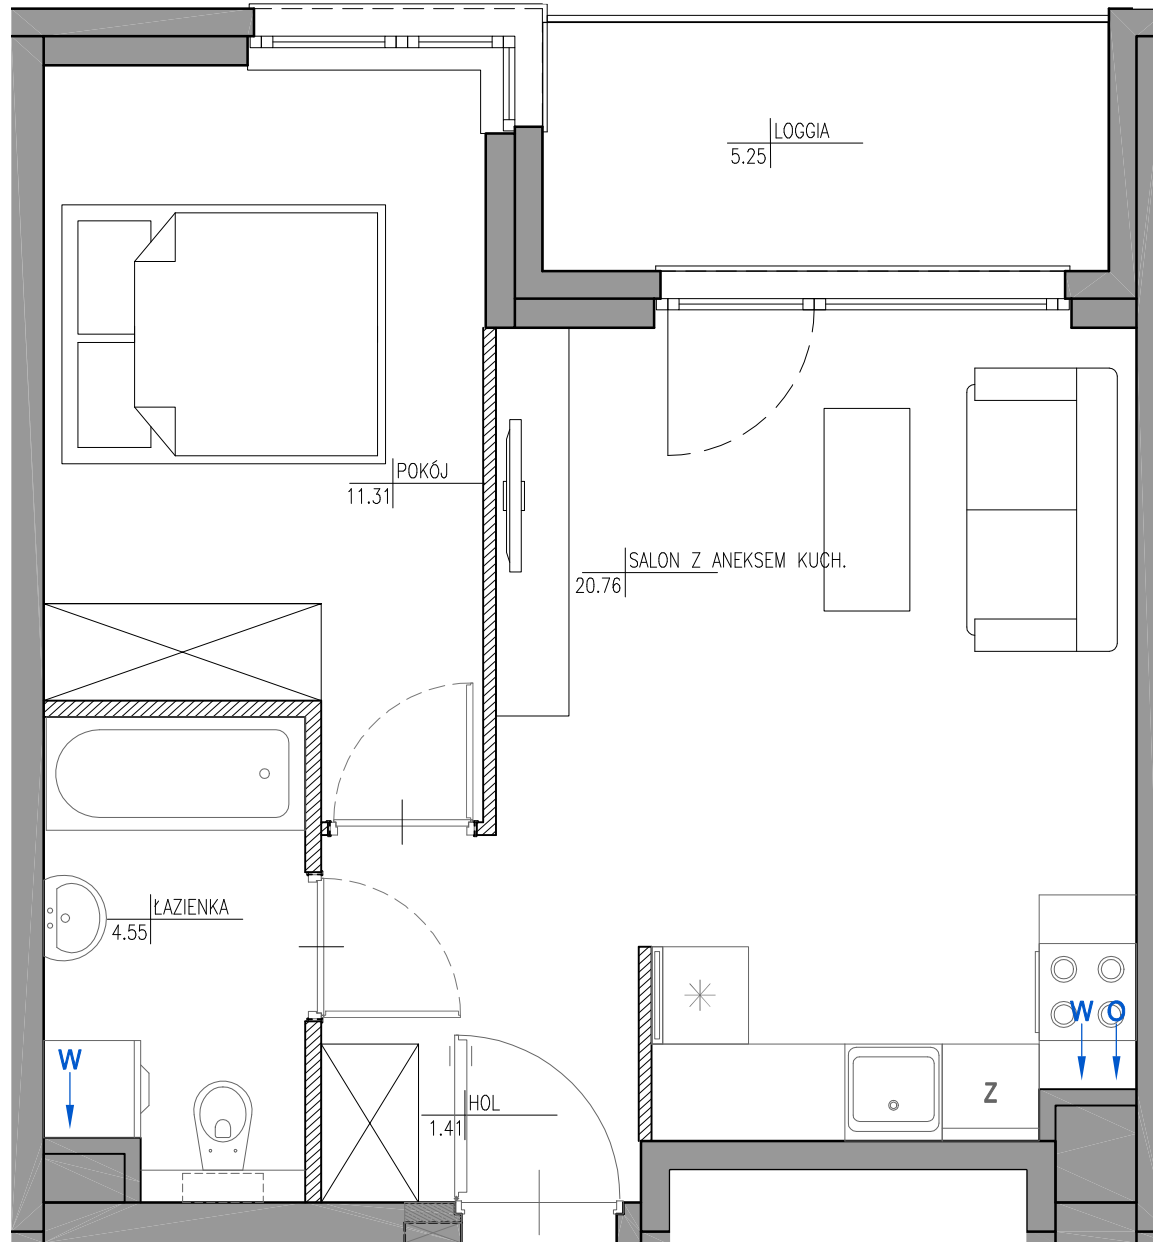 LOGGIA
5.25
POKÓJ
11.31
SALON Z ANEKSEM KUCH.
20.76
ŁAZIENKA
4.55
W O
W
Z
HOL
1.41